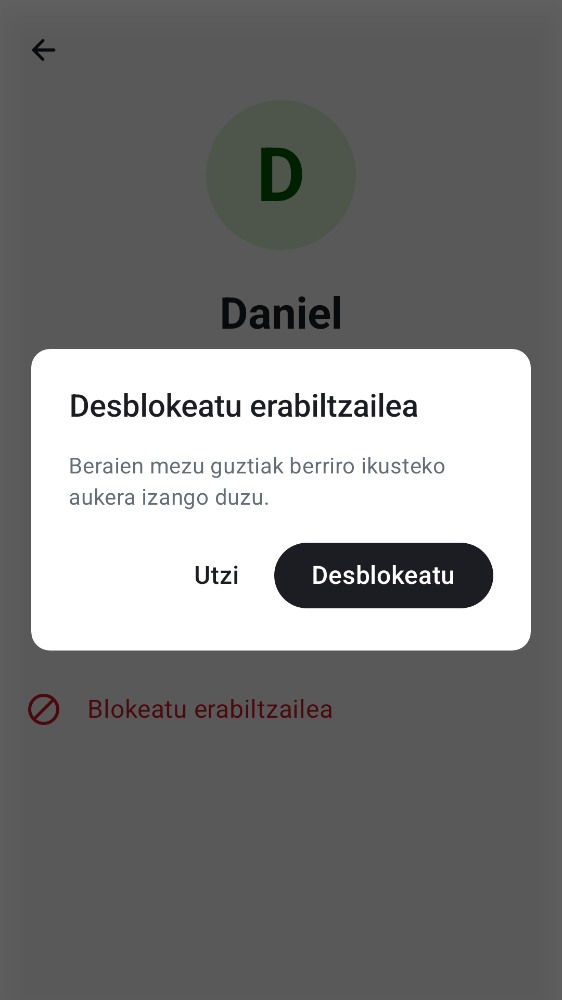 D
Daniel
Desblokeatu erabiltzailea
Beraien mezu guztiak berriro ikusteko
aukera izango duzu.
Utzi
Desblokeatu
Blokeatu erabiltzailea